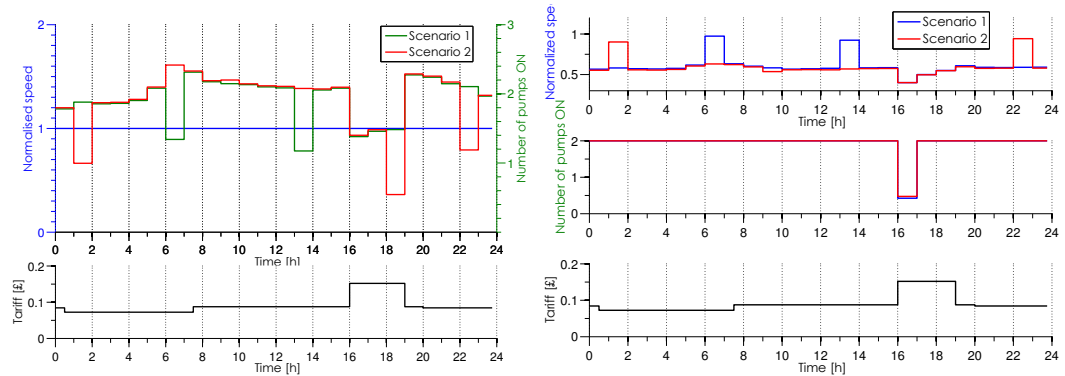 2
3
Scenario 1
Scenario 2
2
1
1
0
Normalised speed
Number of pumps ON
0 2 4 6 8 10 12 14 16 18 20 22 24
Time [h]
0.2
0.1
0
Tariff [£]
0 2 4 6 8 10 12 14 16 18 20 22 24
Time [h]
Normalized spe
1
0.5
Scenario 1
Scenario 2
0 2 4 6 8 10 12 14 16 18 20 22 24
Time [h]
Number of pumps ON
2
1
0
0 2 4 6 8 10 12 14 16 18 20 22 24
0.2
0.1
0
Tariff [£]
0 2 4 6 8 10 12 14 16 18 20 22 24
Time [h]